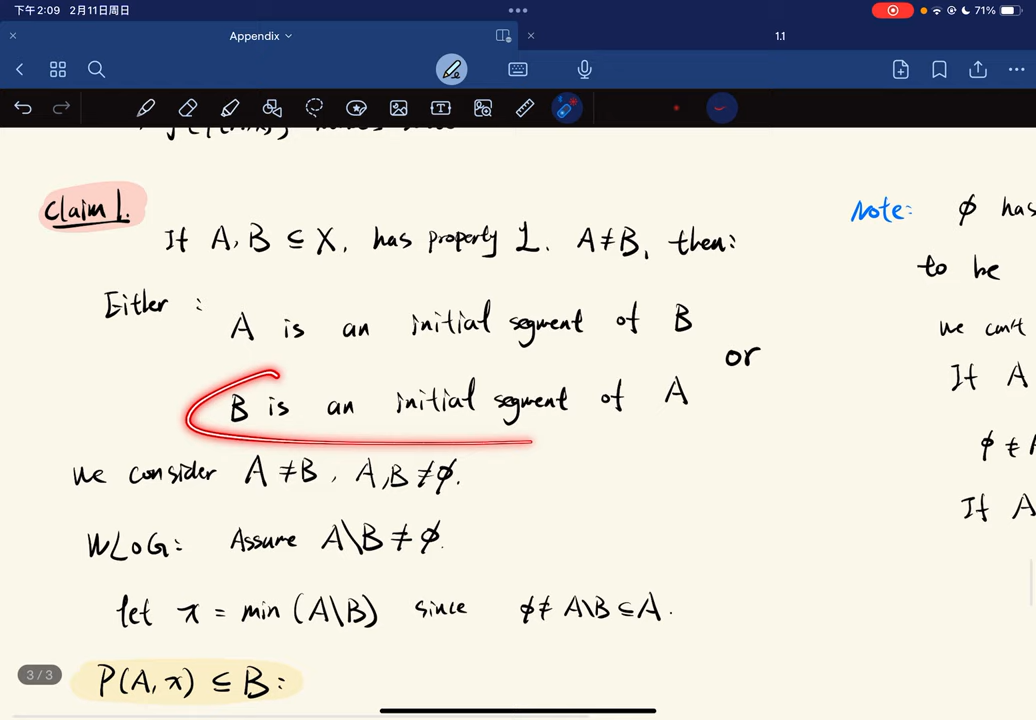 下午2:09 2月11日周日
71%
Appendix
1.1
Claim 1.
If A, B ⊆ X, has property L. A≠B, then:
Either :
A is an initial segment of B
or
B is an initial segment of A
we consider A ≠ B, A,B ≠ φ.
WLOG: Assume A\B ≠ φ.
let x = min (A\B) since φ ≠ A\B ⊆ A.
3 / 3
P(A, x) ⊆ B:
Note: φ has
to be
we can't
If A
φ ≠
If A